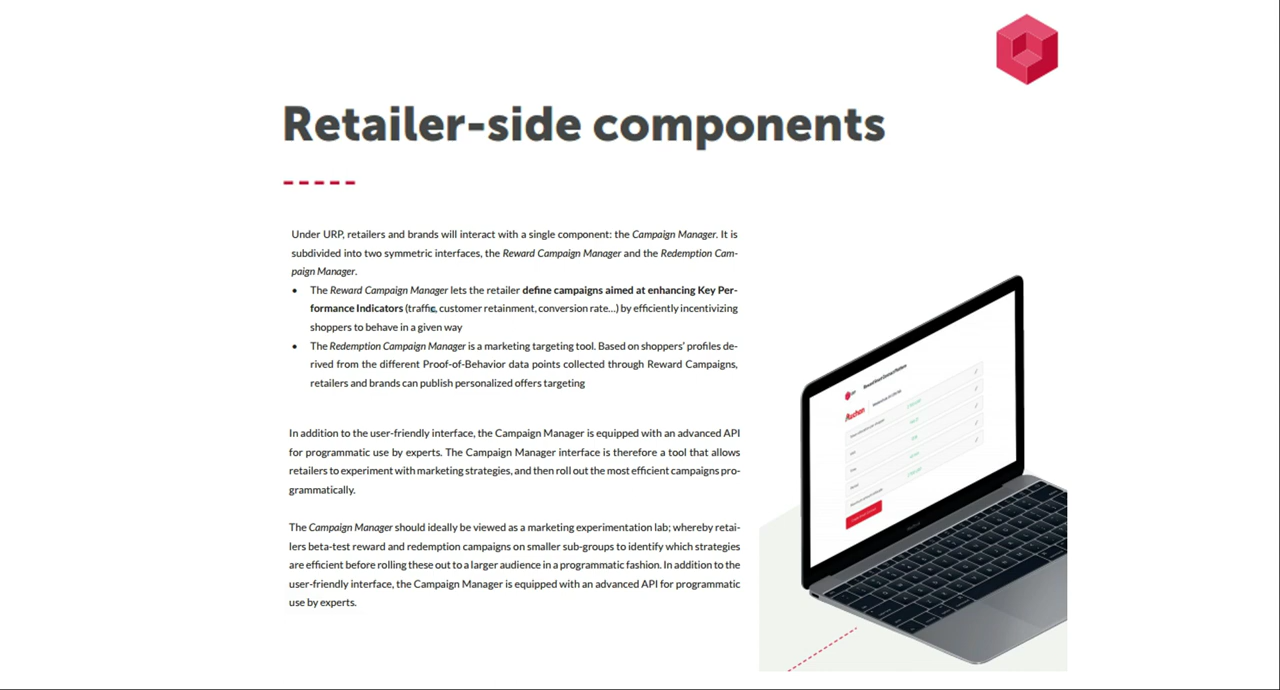 Retailer-side components
Under URP, retailers and brands will interact with a single component: the Campaign Manager. It is
subdivided into two symmetric interfaces, the Reward Campaign Manager and the Redemption Cam-
paign Manager.
• The Reward Campaign Manager lets the retailer define campaigns aimed at enhancing Key Per-
formance Indicators (traffic, customer retainment, conversion rate...) by efficiently incentivizing
shoppers to behave in a given way
• The Redemption Campaign Manager is a marketing targeting tool. Based on shoppers' profiles de-
rived from the different Proof-of-Behavior data points collected through Reward Campaigns,
retailers and brands can publish personalized offers targeting
In addition to the user-friendly interface, the Campaign Manager is equipped with an advanced API
for programmatic use by experts. The Campaign Manager interface is therefore a tool that allows
retailers to experiment with marketing strategies, and then roll out the most efficient campaigns pro-
grammatically.
The Campaign Manager should ideally be viewed as a marketing experimentation lab; whereby retai-
lers beta-test reward and redemption campaigns on smaller sub-groups to identify which strategies
are efficient before rolling these out to a larger audience in a programmatic fashion. In addition to the
user-friendly interface, the Campaign Manager is equipped with an advanced API for programmatic
use by experts.
Auchan